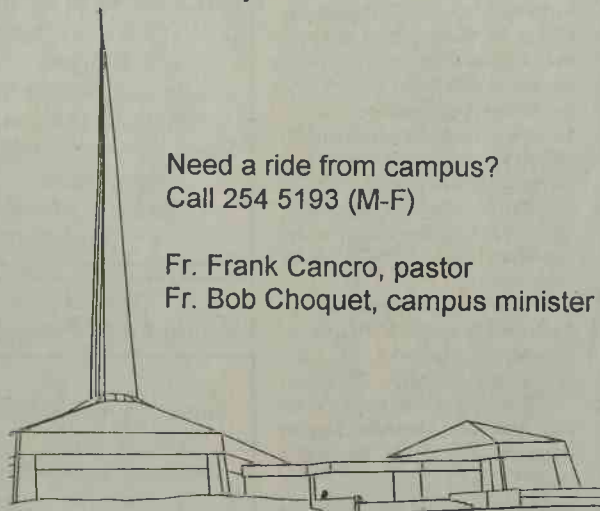 Need a ride from campus?
Call 254 5193 (M-F)
Fr. Frank Cancro, pastor
Fr. Bob Choquet, campus minister